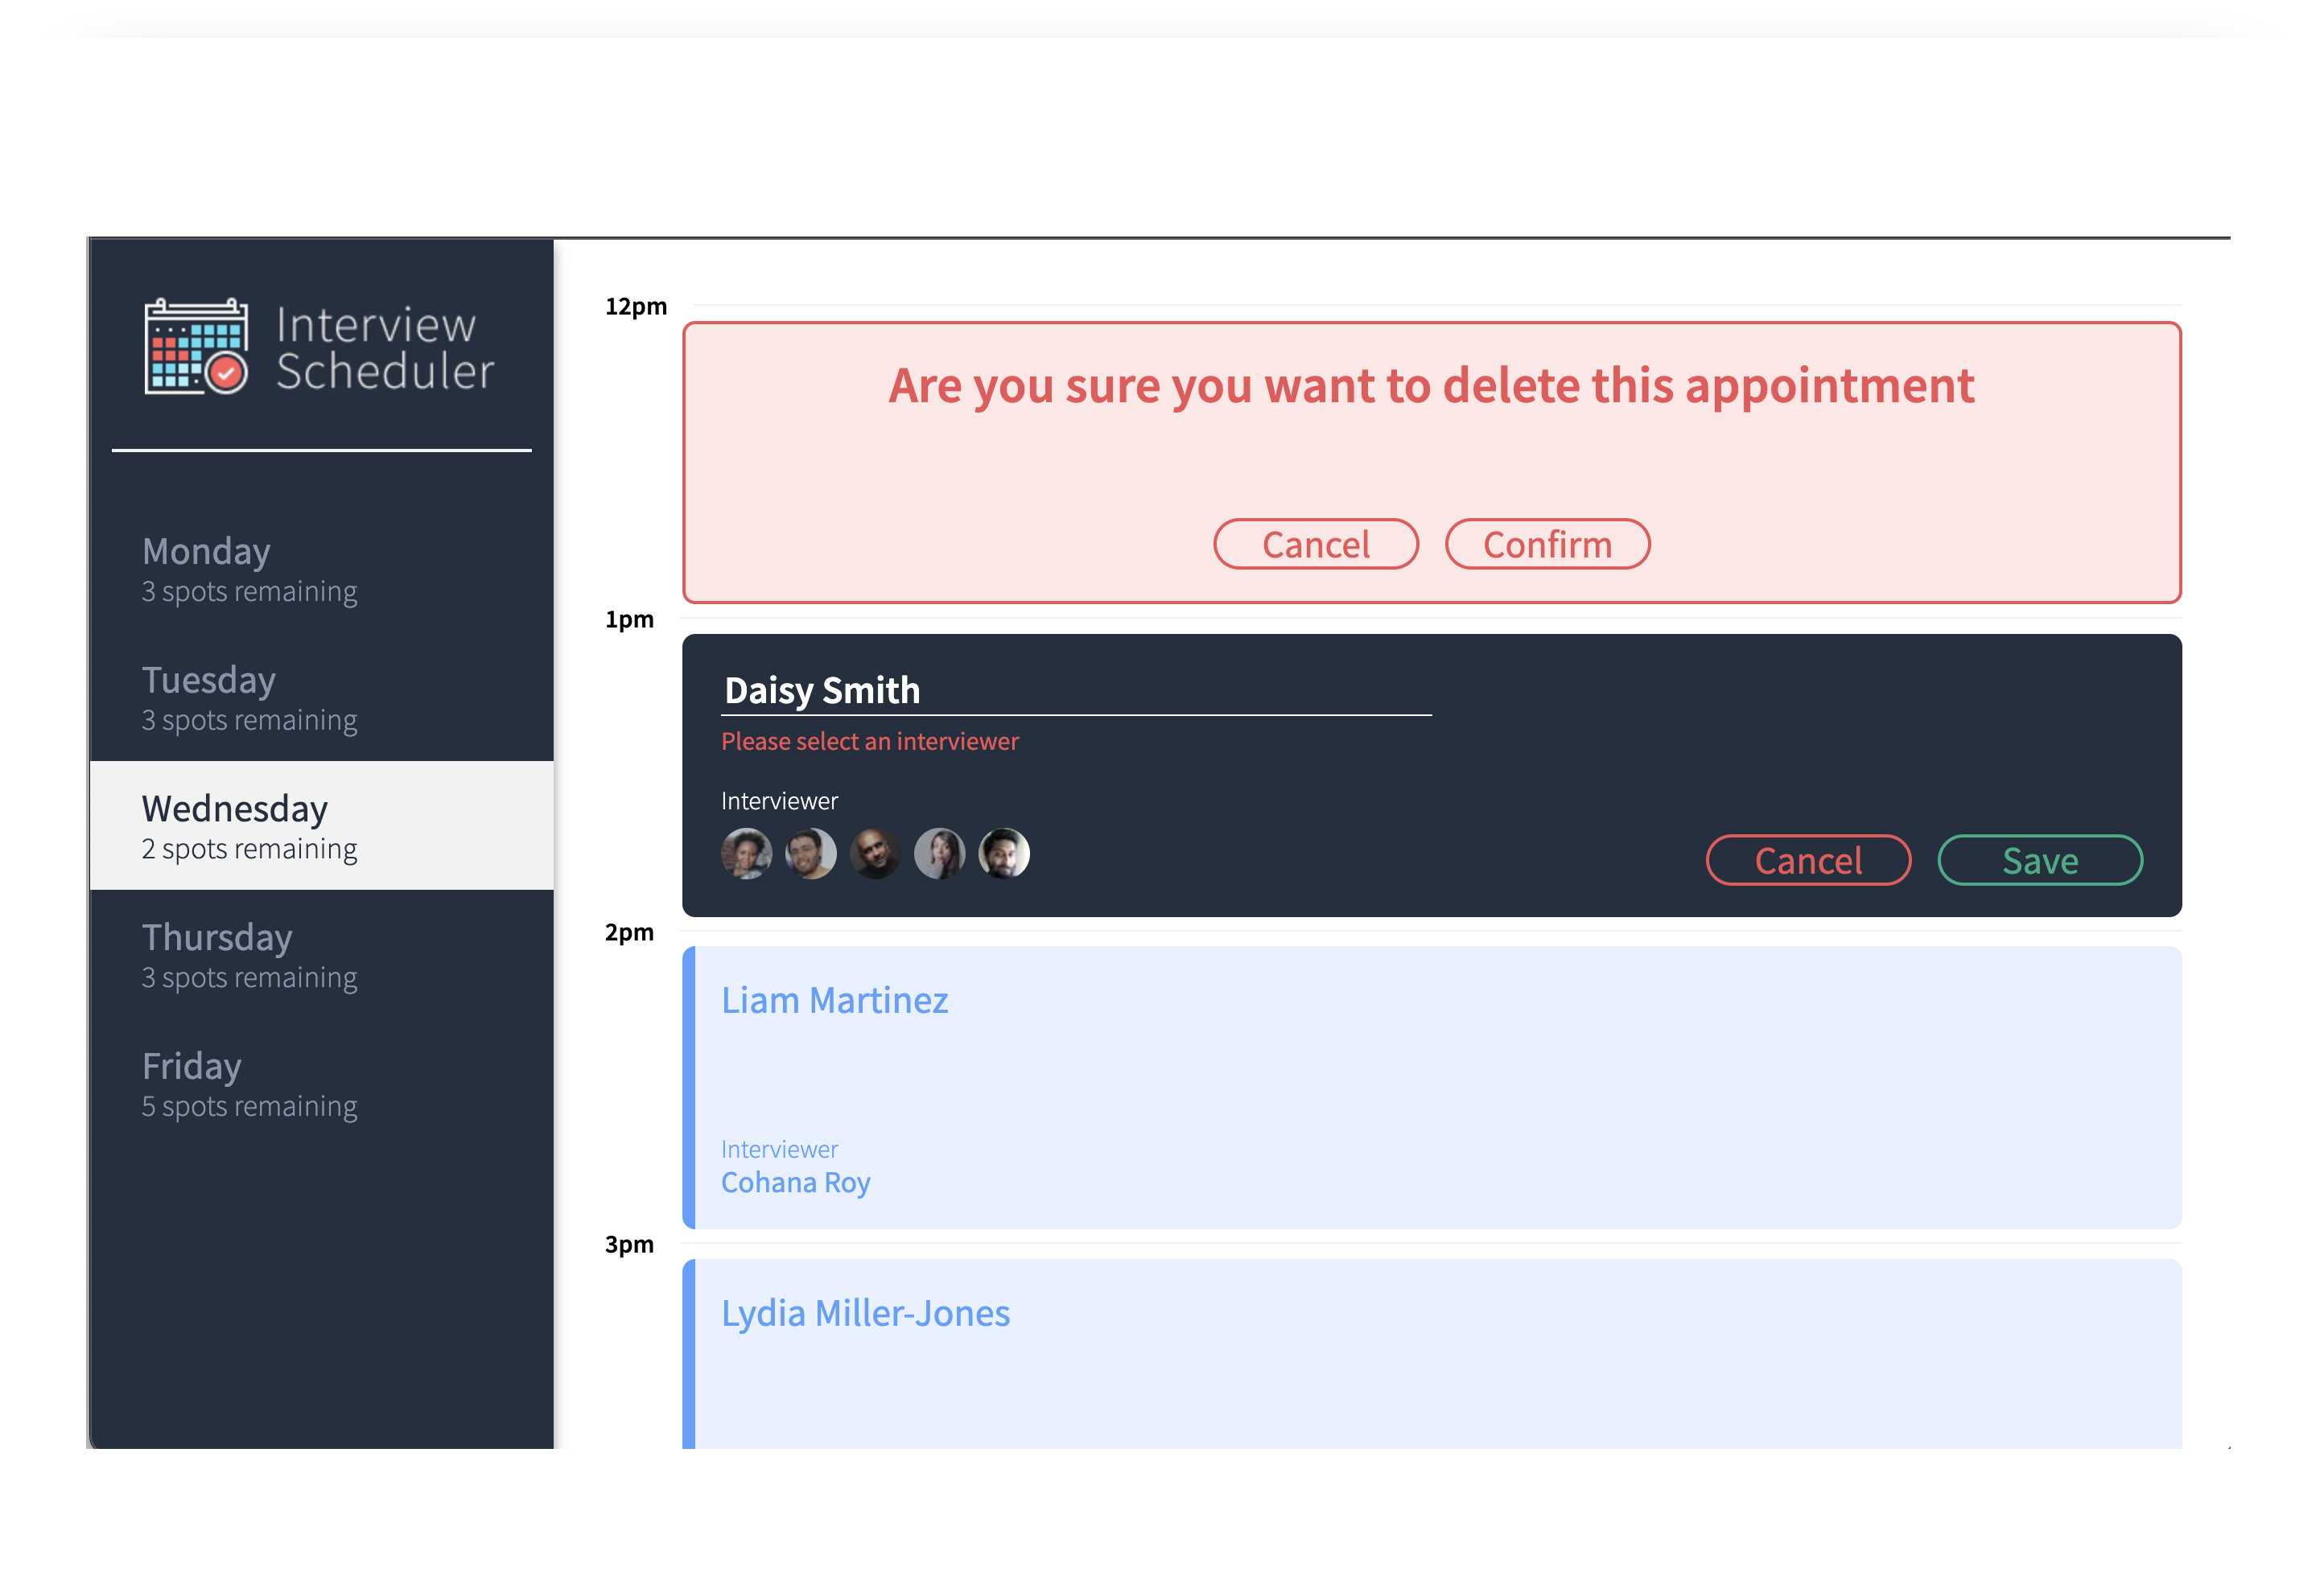 Interview
Scheduler
Monday
3 spots remaining
Tuesday
3 spots remaining
Wednesday
2 spots remaining
Thursday
3 spots remaining
Friday
5 spots remaining
12pm
Are you sure you want to delete this appointment
Cancel
Confirm
1pm
Daisy Smith
Please select an interviewer
Interviewer
Cancel
Save
2pm
Liam Martinez
Interviewer
Cohana Roy
3pm
Lydia Miller-Jones